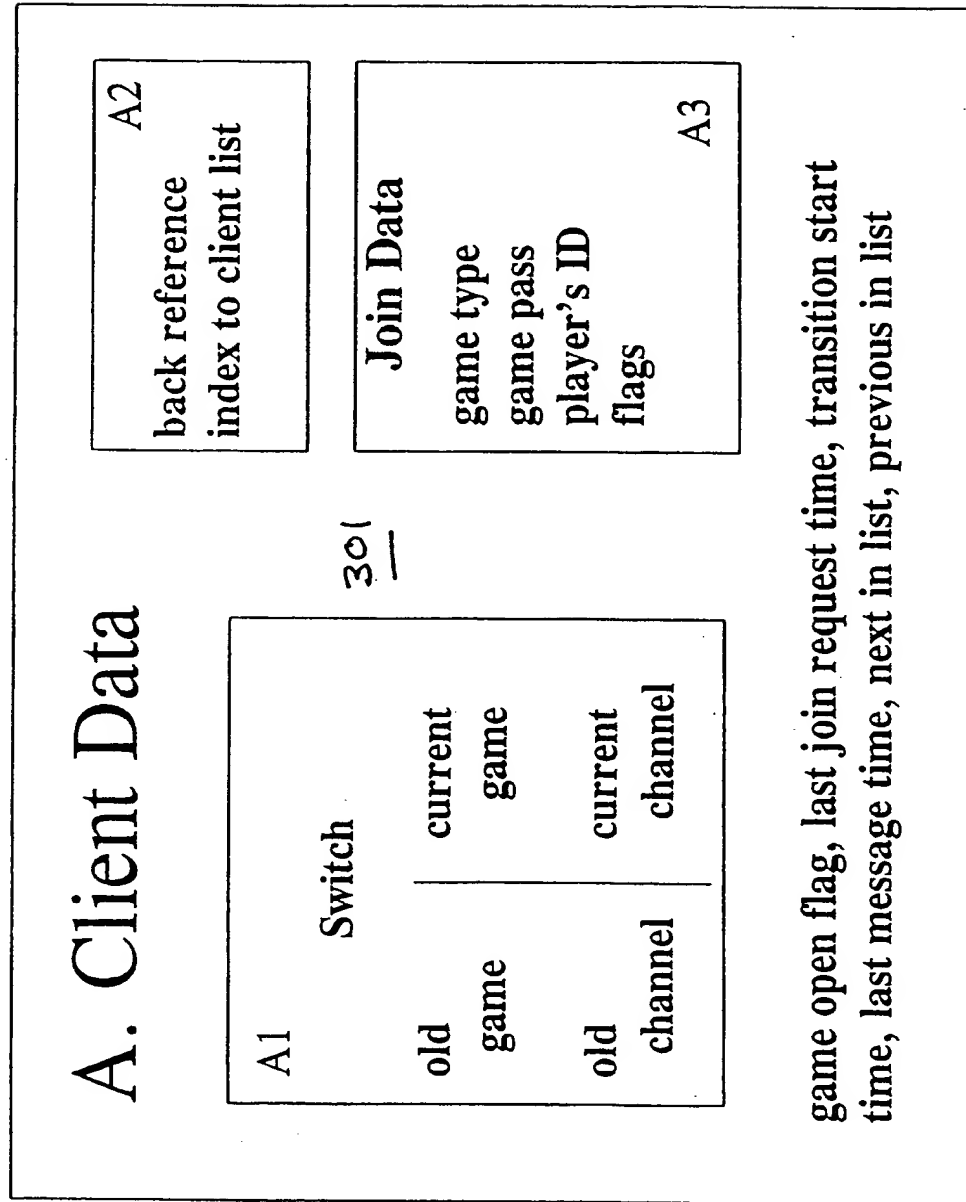 A. Client Data
A1
Switch
old game
current game
old channel
current channel
301
A2
back reference
index to client list
Join Data
game type
game pass
player's ID
flags
A3
game open flag, last join request time, transition start
time, last message time, next in list, previous in list